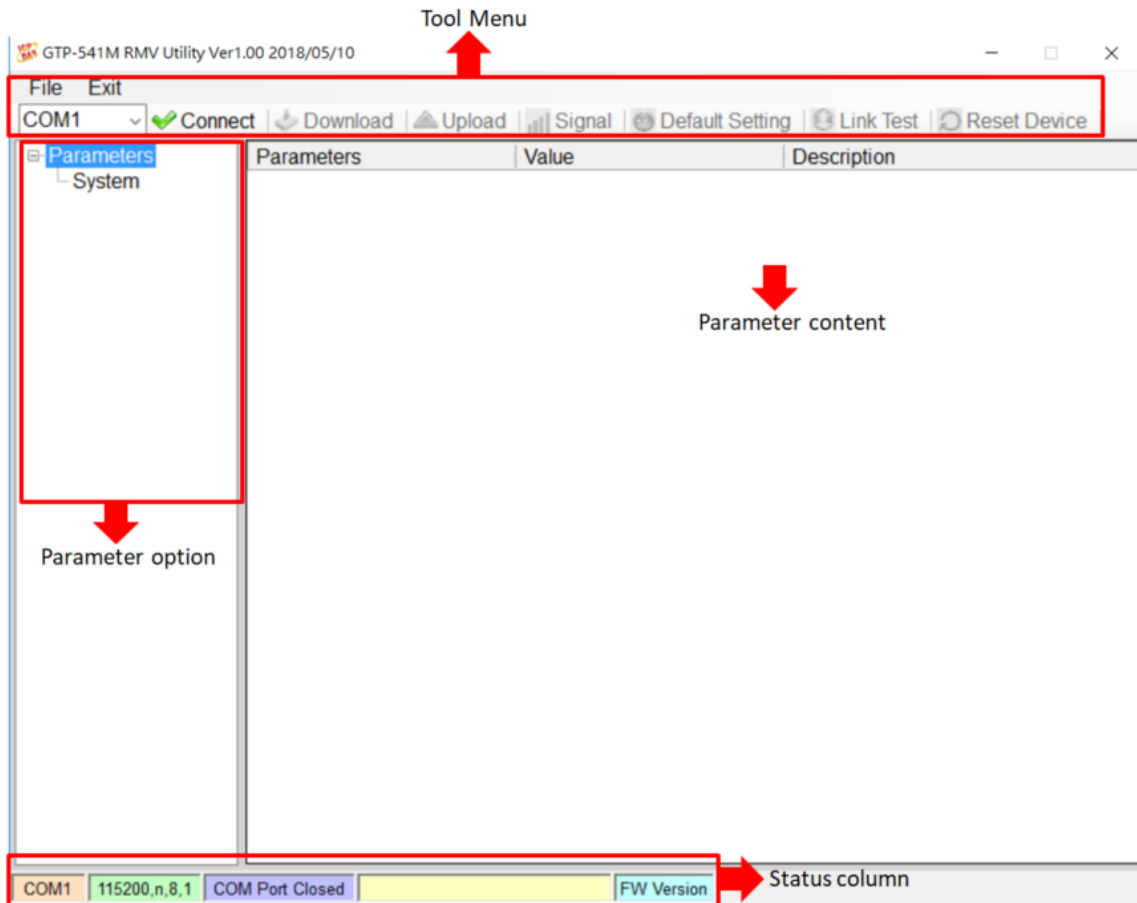 Tool Menu
GTP-541M RMV Utility Ver1.00 2018/05/10
File Exit
COM1 Connect Download Upload Signal Default Setting Link Test Reset Device
Parameters
System
Parameters Value Description
Parameter content
Parameter option
COM1 115200,n,8,1 COM Port Closed FW Version
Status column